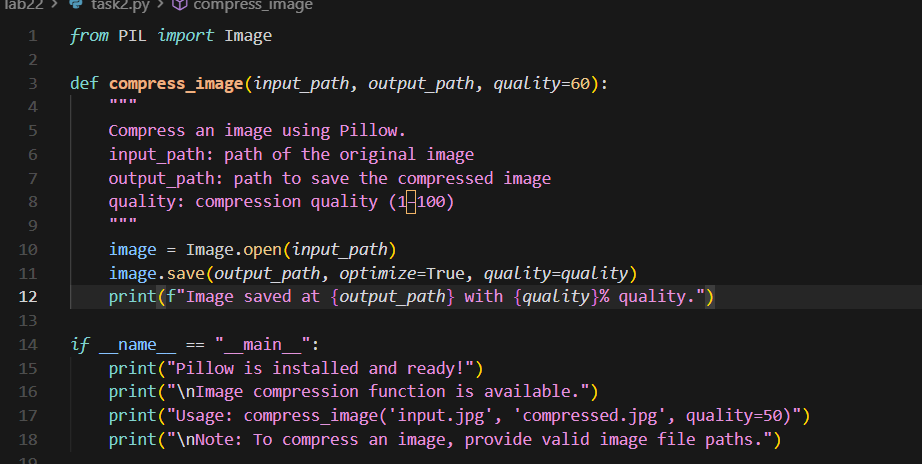 lab22 > task2.py > compress_image
1 from PIL import Image
2
3 def compress_image(input_path, output_path, quality=60):
4     """
5     Compress an image using Pillow.
6     input_path: path of the original image
7     output_path: path to save the compressed image
8     quality: compression quality (1–100)
9     """
10     image = Image.open(input_path)
11     image.save(output_path, optimize=True, quality=quality)
12     print(f"Image saved at {output_path} with {quality}% quality.")
13
14 if __name__ == "__main__":
15     print("Pillow is installed and ready!")
16     print("\nImage compression function is available.")
17     print("Usage: compress_image('input.jpg', 'compressed.jpg', quality=50)")
18     print("\nNote: To compress an image, provide valid image file paths.")
19